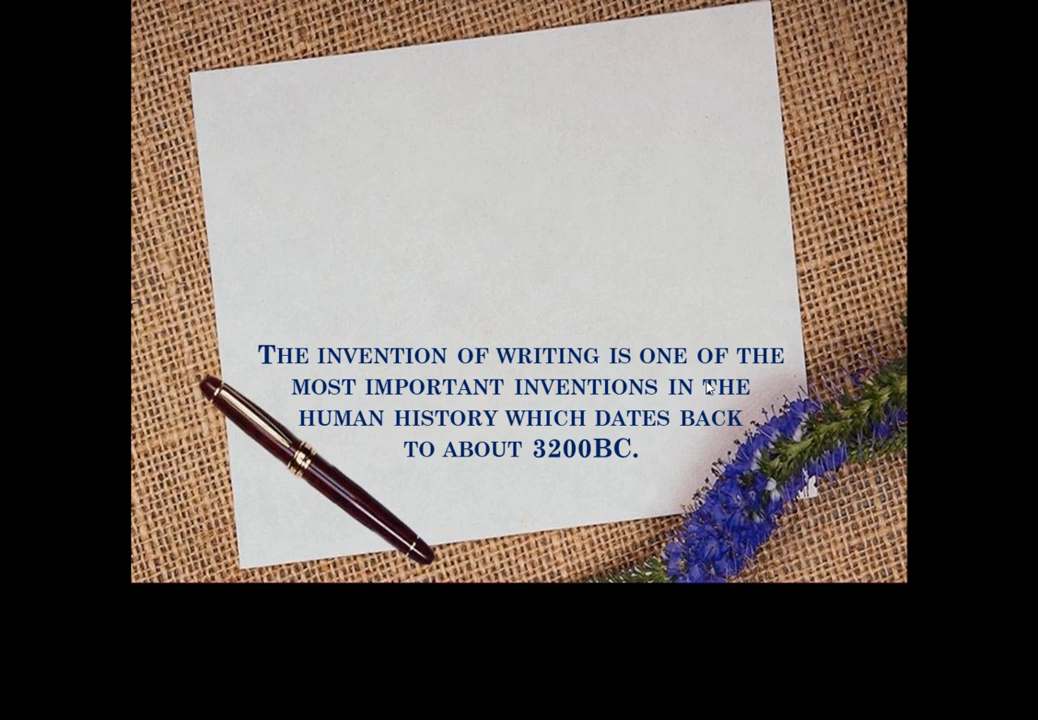 The invention of writing is one of the
most important inventions in the
human history which dates back
to about 3200BC.